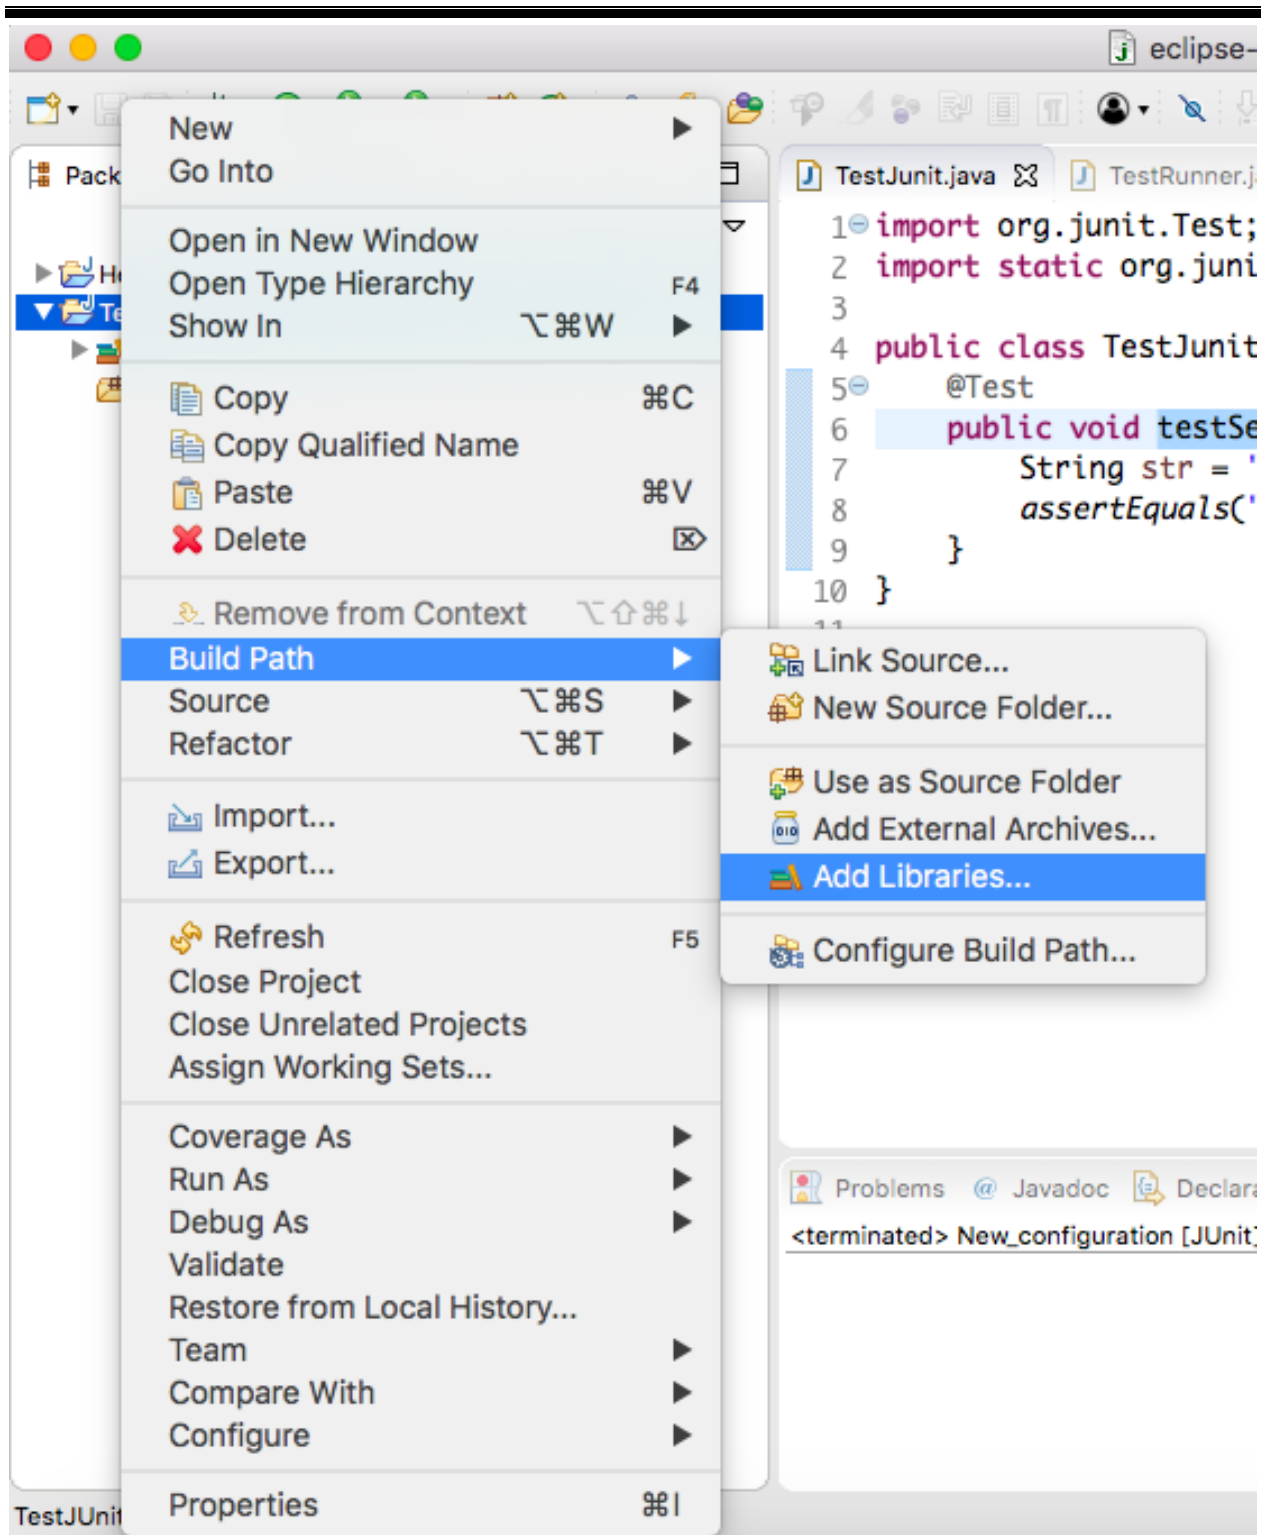 eclipse-
Pack
TestJunit.java
TestRunner.j
New
Go Into
Open in New Window
Open Type Hierarchy F4
Show In ⌥⌘W
Copy ⌘C
Copy Qualified Name
Paste ⌘V
Delete ⌦
Remove from Context ⌥⇧⌘↓
Build Path
Source ⌥⌘S
Refactor ⌥⌘T
Import...
Export...
Refresh F5
Close Project
Close Unrelated Projects
Assign Working Sets...
Coverage As
Run As
Debug As
Validate
Restore from Local History...
Team
Compare With
Configure
Properties ⌘I
Link Source...
New Source Folder...
Use as Source Folder
Add External Archives...
Add Libraries...
Configure Build Path...
1 import org.junit.Test;
2 import static org.juni
3
4 public class TestJunit
5 @Test
6 public void testSe
7 String str = "
8 assertEquals("
9 }
10 }
11
Problems @ Javadoc Declara
<terminated> New_configuration [JUnit]
TestJUnit